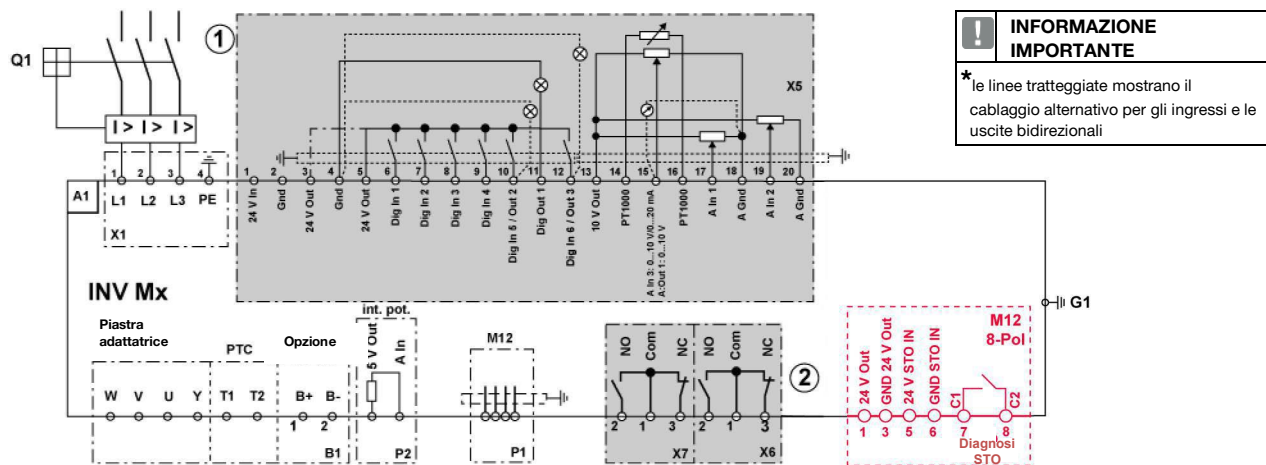 Q1
1
I > I > I >
1 2 3 4
L1 L2 L3 PE
X1
A1
X5
1 2 3 4 5 6 7 8 9 10 11 12 13 14 15 16 17 18 19 20
24 V In
Gnd
24 V Out
Gnd
24 V Out
Dig In 1
Dig In 2
Dig In 3
Dig In 4
Dig In 5 / Out 2
Dig Out 1
Dig In 6 / Out 3
10 V Out
PT1000
A In 3: 0...10 V/0...20 mA
A:Out 1: 0...10 V
PT1000
A In 1
A Gnd
A In 2
A Gnd
! INFORMAZIONE
IMPORTANTE
*le linee tratteggiate mostrano il
cablaggio alternativo per gli ingressi e le
uscite bidirezionali
INV Mx
Piastra
adattatrice
W V U Y
PTC
T1 T2
Opzione
B+ B-
1 2
B1
int. pot.
5 V Out
A In
P2
M12
P1
NO Com NC
2 1 3
X7
NO Com NC
2 1 3
X6
2
G1
M12
8-Pol
24 V Out
GND 24 V Out
24 V STO IN
GND STO IN
C1
C2
1 3 5 6 7 8
Diagnosi
STO